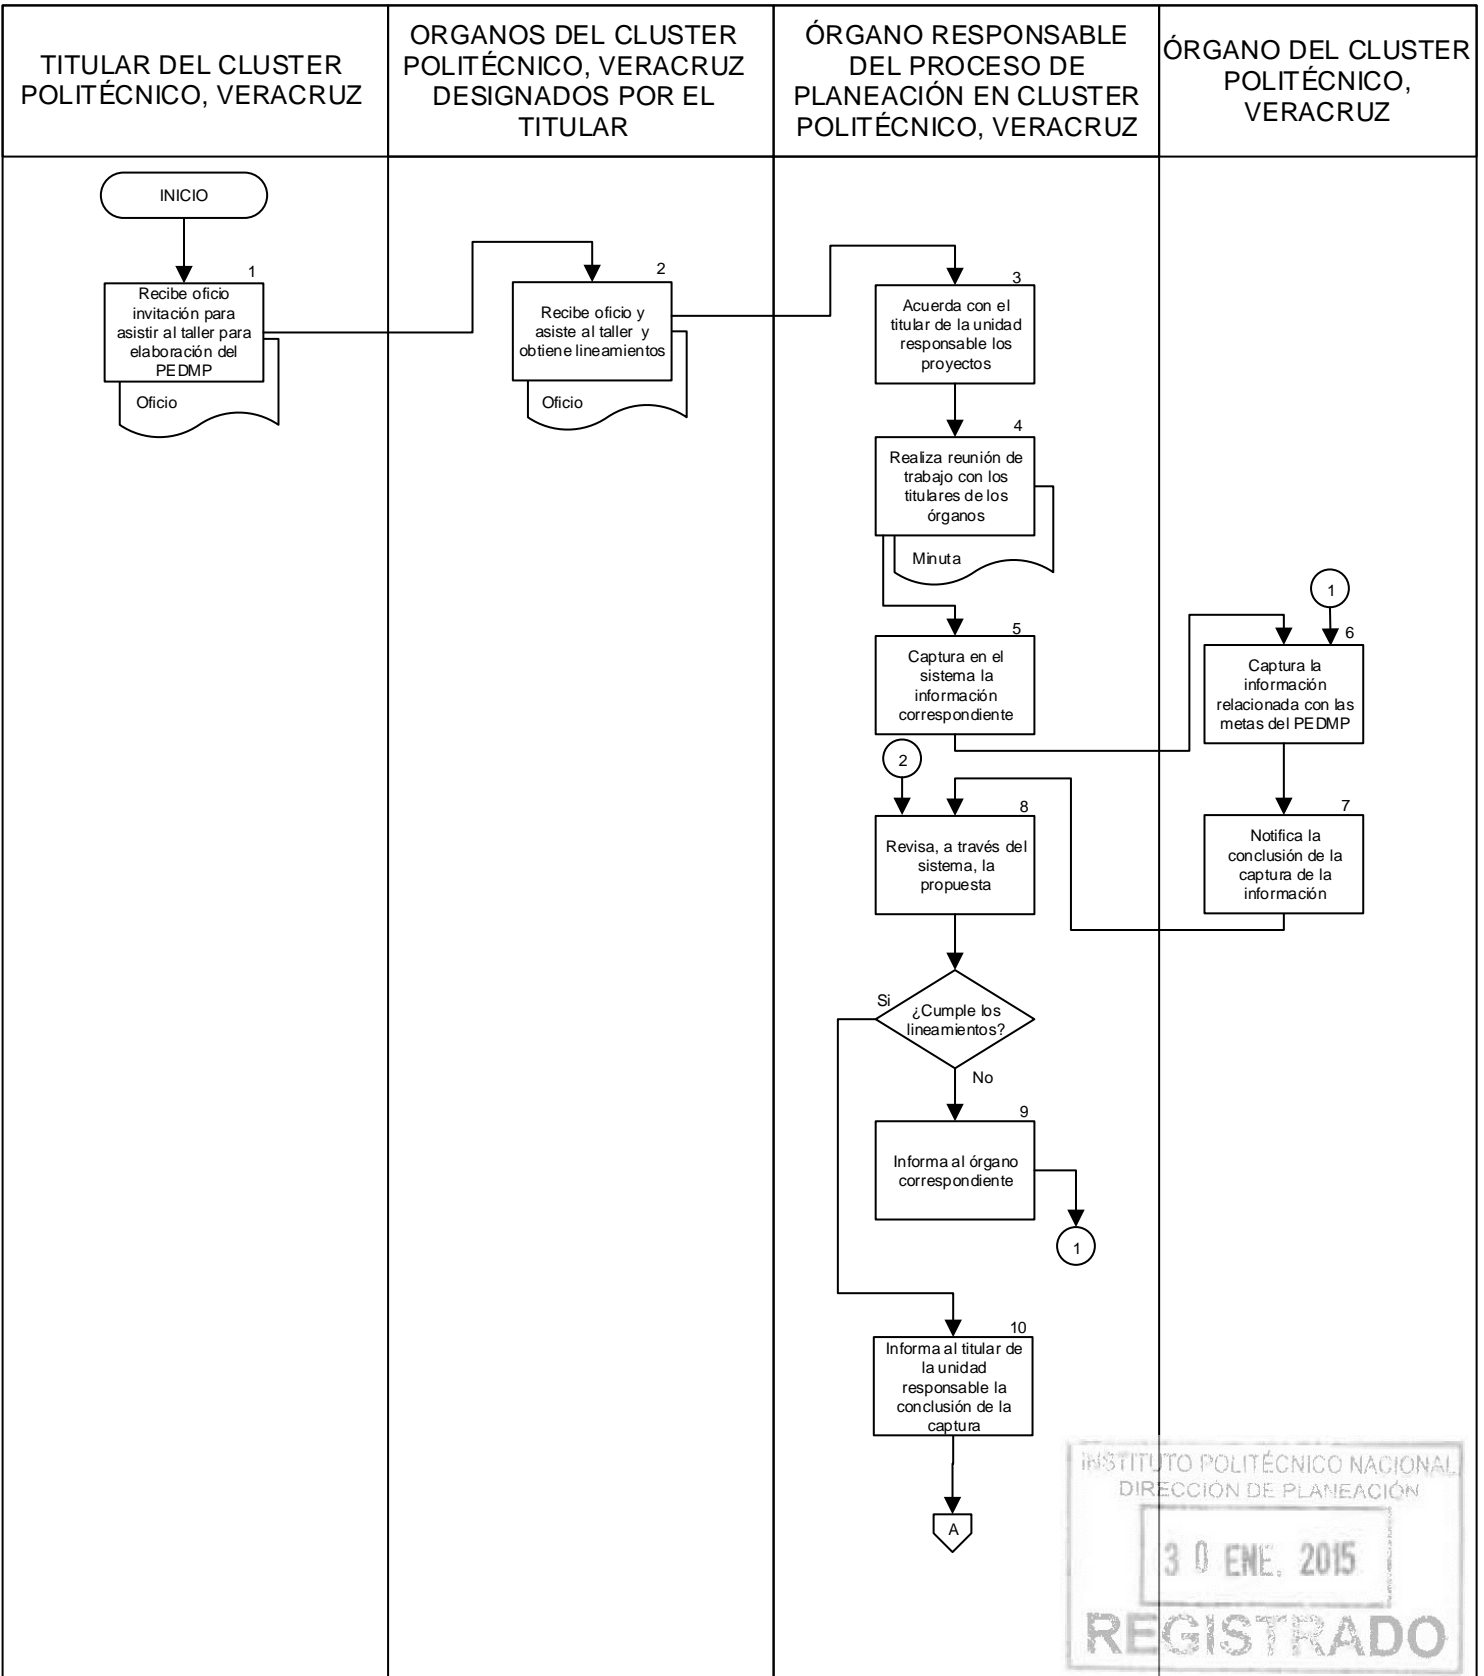 TITULAR DEL CLUSTER
POLITÉCNICO, VERACRUZ
ORGANOS DEL CLUSTER
POLITÉCNICO, VERACRUZ
DESIGNADOS POR EL
TITULAR
ÓRGANO RESPONSABLE
DEL PROCESO DE
PLANEACIÓN EN CLUSTER
POLITÉCNICO, VERACRUZ
ÓRGANO DEL CLUSTER
POLITÉCNICO,
VERACRUZ
INICIO
1
Recibe oficio
invitación para
asistir al taller para
elaboración del
PEDMP
Oficio
2
Recibe oficio y
asiste al taller y
obtiene lineamientos
Oficio
3
Acuerda con el
titular de la unidad
responsable los
proyectos
4
Realiza reunión de
trabajo con los
titulares de los
órganos
Minuta
5
Captura en el
sistema la
información
correspondiente
1
6
Captura la
información
relacionada con las
metas del PEDMP
7
Notifica la
conclusión de la
captura de la
información
2
8
Revisa, a través del
sistema, la
propuesta
¿Cumple los
lineamientos?
Si
No
9
Informa al órgano
correspondiente
1
10
Informa al titular de
la unidad
responsable la
conclusión de la
captura
A
INSTITUTO POLITÉCNICO NACIONAL
DIRECCIÓN DE PLANEACIÓN
30 ENE. 2015
REGISTRADO